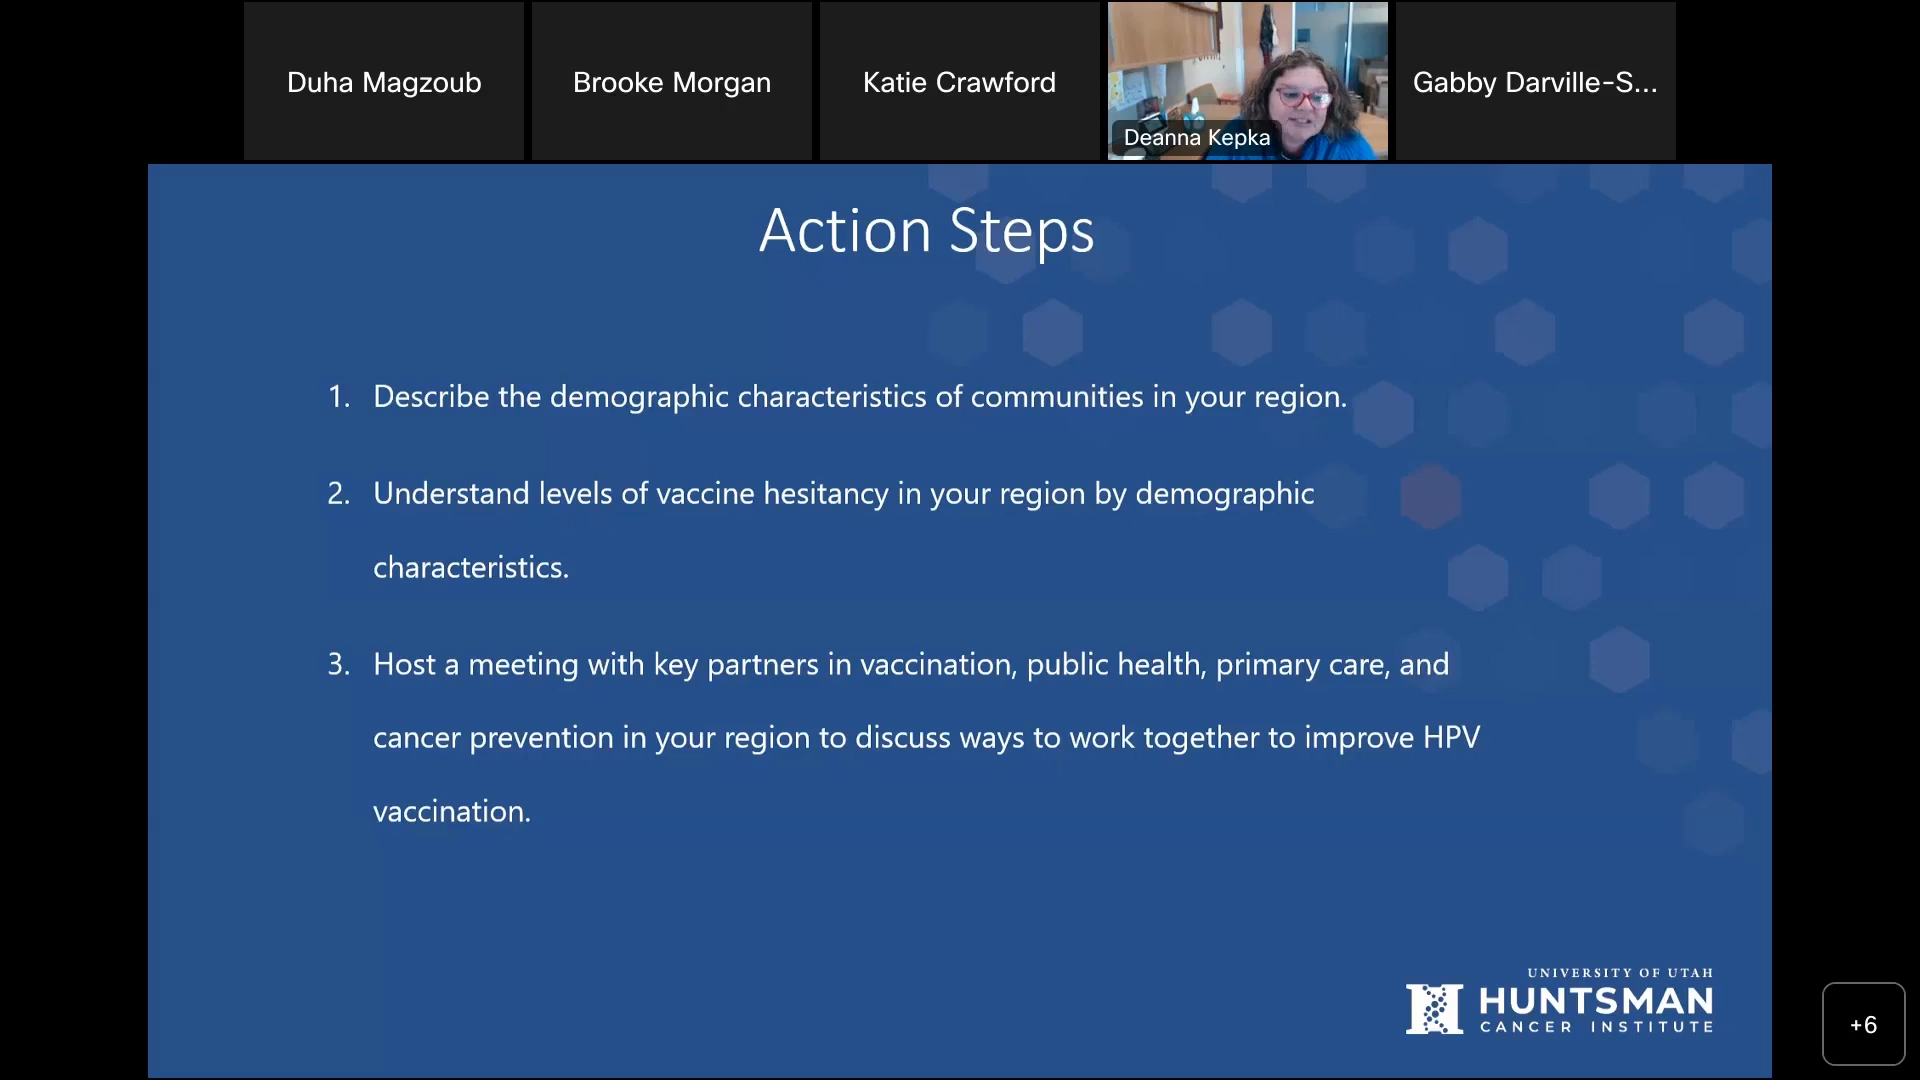 Duha Magzoub
Brooke Morgan
Katie Crawford
Deanna Kepka
Gabby Darville-S...
Action Steps
1. Describe the demographic characteristics of communities in your region.
2. Understand levels of vaccine hesitancy in your region by demographic
characteristics.
3. Host a meeting with key partners in vaccination, public health, primary care, and
cancer prevention in your region to discuss ways to work together to improve HPV
vaccination.
UNIVERSITY OF UTAH
HUNTSMAN
CANCER INSTITUTE
+6